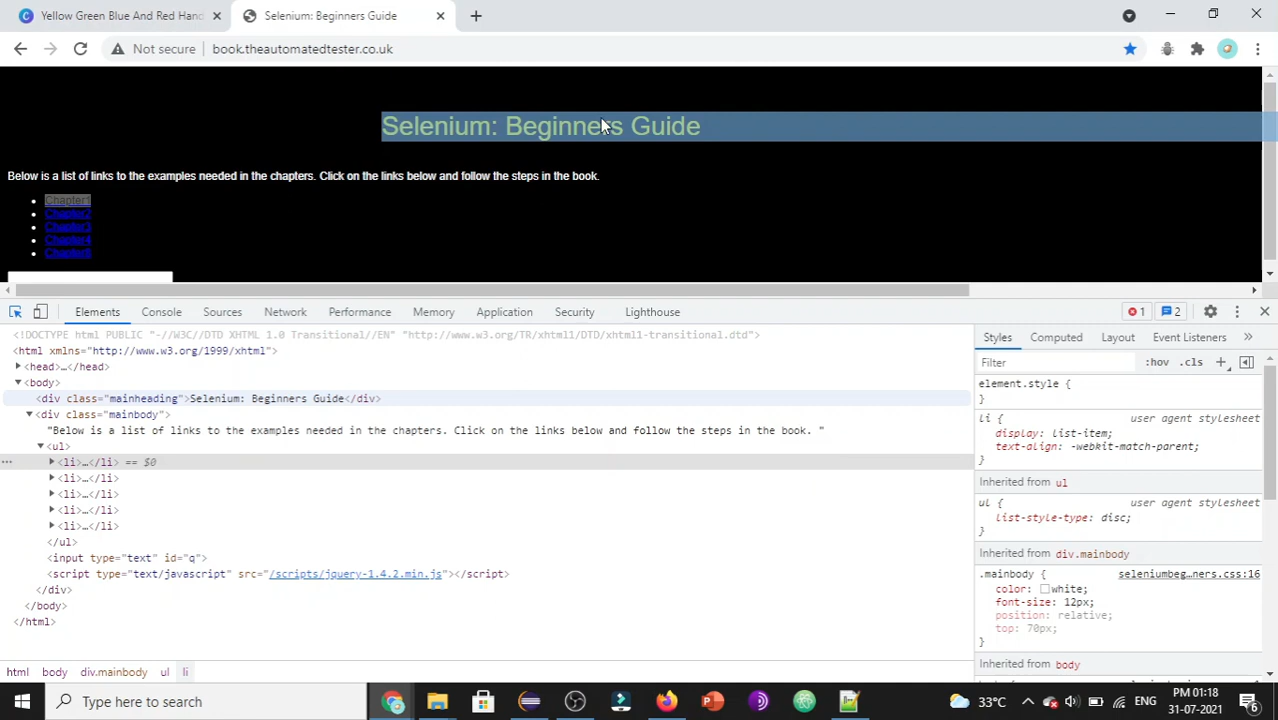 Yellow Green Blue And Red Hand
Selenium: Beginners Guide
Not secure
book.theautomatedtester.co.uk
Selenium: Beginners Guide
Below is a list of links to the examples needed in the chapters. Click on the links below and follow the steps in the book.
Chapter1
Chapter2
Chapter3
Chapter4
Chapter5
Elements Console Sources Network Performance Memory Application Security Lighthouse 1 2
<!DOCTYPE html PUBLIC "-//W3C//DTD XHTML 1.0 Transitional//EN" "http://www.w3.org/TR/xhtml1/DTD/xhtml1-transitional.dtd">
<html xmlns="http://www.w3.org/1999/xhtml">
<head>…</head>
<body>
<div class="mainheading">Selenium: Beginners Guide</div>
<div class="mainbody">
"Below is a list of links to the examples needed in the chapters. Click on the links below and follow the steps in the book. "
<ul>
<li>…</li> == $0
<li>…</li>
<li>…</li>
<li>…</li>
<li>…</li>
</ul>
<input type="text" id="q">
<script type="text/javascript" src="/scripts/jquery-1.4.2.min.js"></script>
</div>
</body>
</html>
html body div.mainbody ul li
Styles Computed Layout Event Listeners »
Filter :hov .cls +
element.style {
}
li { user agent stylesheet
display: list-item;
text-align: -webkit-match-parent;
}
Inherited from ul
ul { user agent stylesheet
list-style-type: disc;
}
Inherited from div.mainbody
.mainbody { seleniumbeg…ners.css:16
color: white;
font-size: 12px;
position: relative;
top: 70px;
}
Inherited from body
Type here to search
33°C
ENG
PM 01:18
31-07-2021
6